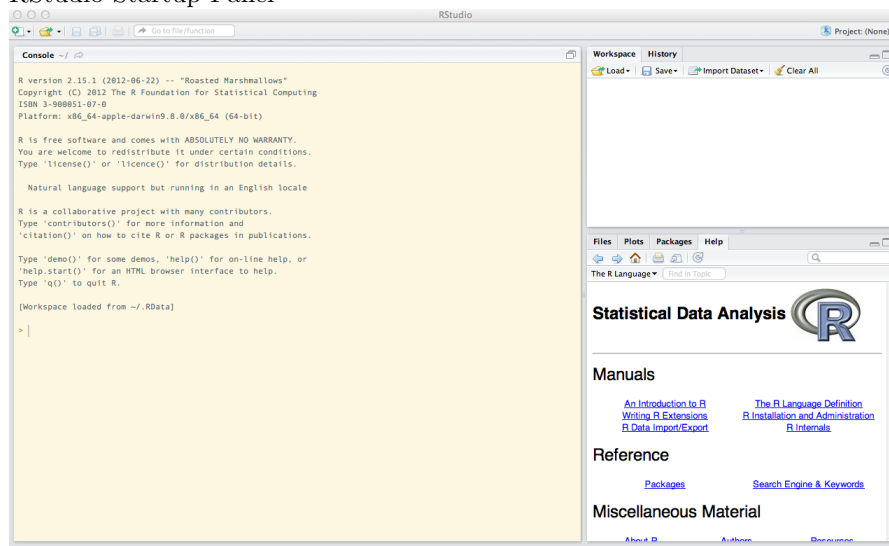 RStudio Startup Panel
RStudio
Go to file/function
Project: (None)
Console ~/
R version 2.15.1 (2012-06-22) -- "Roasted Marshmallows"
Copyright (C) 2012 The R Foundation for Statistical Computing
ISBN 3-900051-07-0
Platform: x86_64-apple-darwin9.8.0/x86_64 (64-bit)
R is free software and comes with ABSOLUTELY NO WARRANTY.
You are welcome to redistribute it under certain conditions.
Type 'license()' or 'licence()' for distribution details.
Natural language support but running in an English locale
R is a collaborative project with many contributors.
Type 'contributors()' for more information and
'citation()' on how to cite R or R packages in publications.
Type 'demo()' for some demos, 'help()' for on-line help, or
'help.start()' for an HTML browser interface to help.
Type 'q()' to quit R.
[Workspace loaded from ~/.RData]
>
Workspace History
Load Save Import Dataset Clear All
Files Plots Packages Help
The R Language Find in Topic
Statistical Data Analysis R
Manuals
An Introduction to R The R Language Definition
Writing R Extensions R Installation and Administration
R Data Import/Export R Internals
Reference
Packages Search Engine & Keywords
Miscellaneous Material
About R Authors Resources